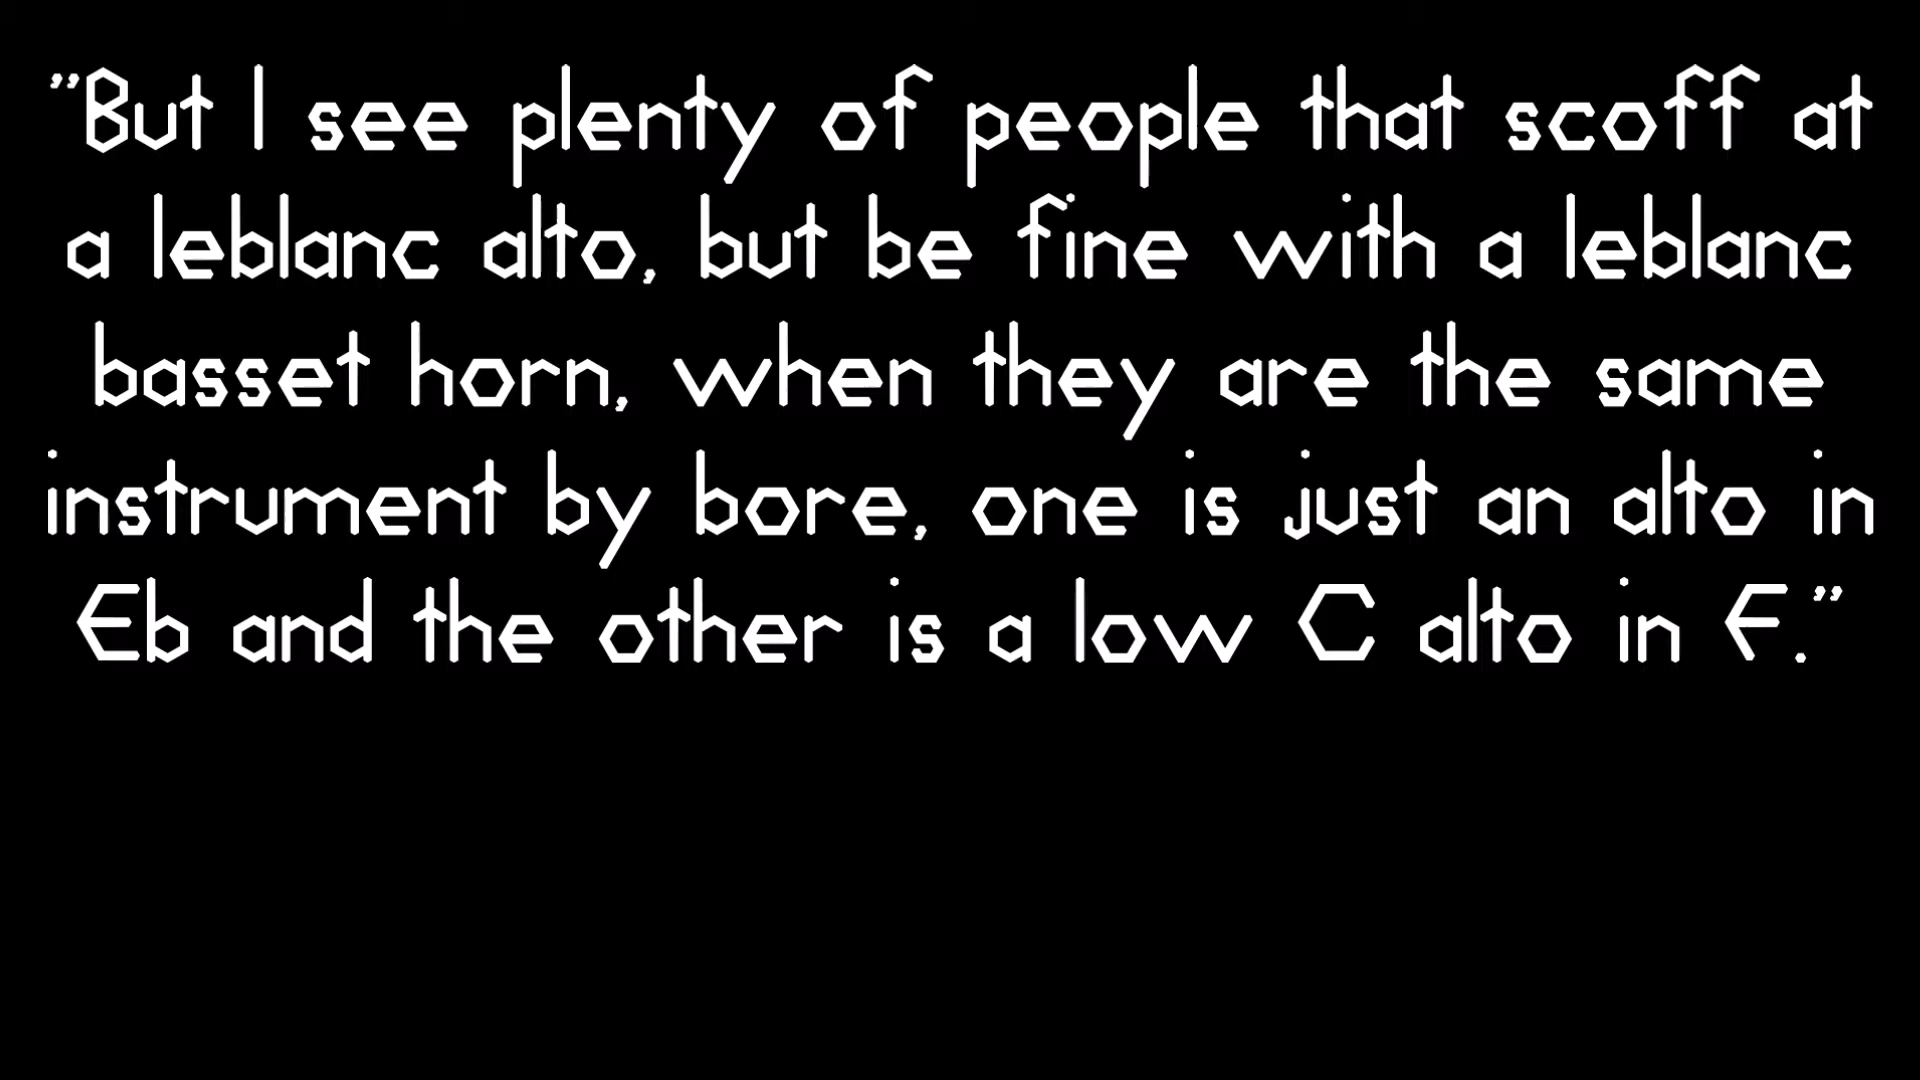 ”But I see plenty of people that scoff at
a leblanc alto, but be fine with a leblanc
basset horn, when they are the same
instrument by bore, one is just an alto in
Eb and the other is a low C alto in F.”